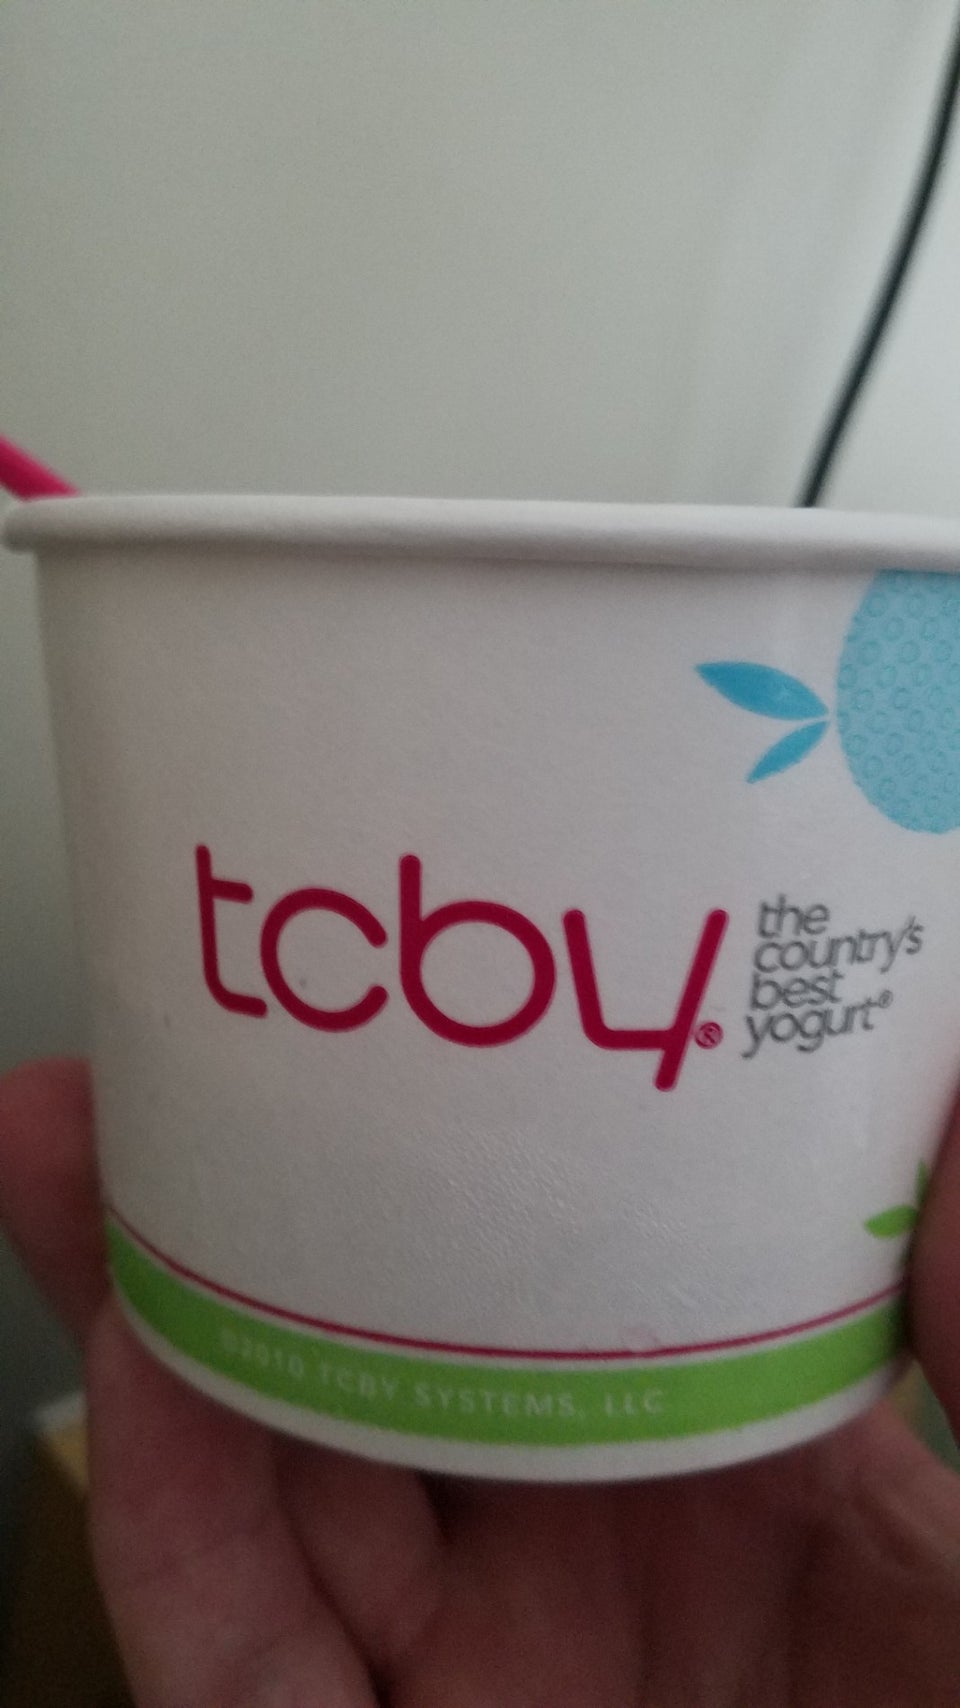 tcby®
the
country's
best
yogurt®
©2010 TCBY SYSTEMS, LLC